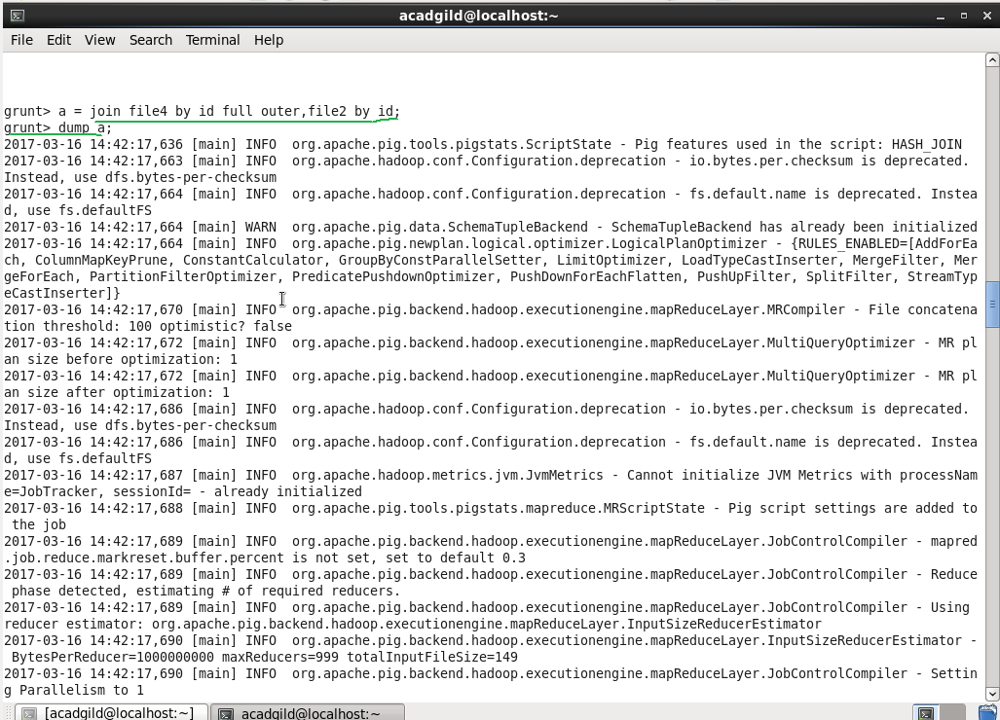 acadgild@localhost:~
File Edit View Search Terminal Help
grunt> a = join file4 by id full outer,file2 by id;
grunt> dump a;
2017-03-16 14:42:17,636 [main] INFO  org.apache.pig.tools.pigstats.ScriptState - Pig features used in the script: HASH_JOIN
2017-03-16 14:42:17,663 [main] INFO  org.apache.hadoop.conf.Configuration.deprecation - io.bytes.per.checksum is deprecated.
Instead, use dfs.bytes-per-checksum
2017-03-16 14:42:17,664 [main] INFO  org.apache.hadoop.conf.Configuration.deprecation - fs.default.name is deprecated. Instea
d, use fs.defaultFS
2017-03-16 14:42:17,664 [main] WARN  org.apache.pig.data.SchemaTupleBackend - SchemaTupleBackend has already been initialized
2017-03-16 14:42:17,664 [main] INFO  org.apache.pig.newplan.logical.optimizer.LogicalPlanOptimizer - {RULES_ENABLED=[AddForEa
ch, ColumnMapKeyPrune, ConstantCalculator, GroupByConstParallelSetter, LimitOptimizer, LoadTypeCastInserter, MergeFilter, Mer
geForEach, PartitionFilterOptimizer, PredicatePushdownOptimizer, PushDownForEachFlatten, PushUpFilter, SplitFilter, StreamTyp
eCastInserter]}
2017-03-16 14:42:17,670 [main] INFO  org.apache.pig.backend.hadoop.executionengine.mapReduceLayer.MRCompiler - File concatena
tion threshold: 100 optimistic? false
2017-03-16 14:42:17,672 [main] INFO  org.apache.pig.backend.hadoop.executionengine.mapReduceLayer.MultiQueryOptimizer - MR pl
an size before optimization: 1
2017-03-16 14:42:17,672 [main] INFO  org.apache.pig.backend.hadoop.executionengine.mapReduceLayer.MultiQueryOptimizer - MR pl
an size after optimization: 1
2017-03-16 14:42:17,686 [main] INFO  org.apache.hadoop.conf.Configuration.deprecation - io.bytes.per.checksum is deprecated.
Instead, use dfs.bytes-per-checksum
2017-03-16 14:42:17,686 [main] INFO  org.apache.hadoop.conf.Configuration.deprecation - fs.default.name is deprecated. Instea
d, use fs.defaultFS
2017-03-16 14:42:17,687 [main] INFO  org.apache.hadoop.metrics.jvm.JvmMetrics - Cannot initialize JVM Metrics with processNam
e=JobTracker, sessionId= - already initialized
2017-03-16 14:42:17,688 [main] INFO  org.apache.pig.tools.pigstats.mapreduce.MRScriptState - Pig script settings are added to
 the job
2017-03-16 14:42:17,689 [main] INFO  org.apache.pig.backend.hadoop.executionengine.mapReduceLayer.JobControlCompiler - mapred
.job.reduce.markreset.buffer.percent is not set, set to default 0.3
2017-03-16 14:42:17,689 [main] INFO  org.apache.pig.backend.hadoop.executionengine.mapReduceLayer.JobControlCompiler - Reduce
 phase detected, estimating # of required reducers.
2017-03-16 14:42:17,689 [main] INFO  org.apache.pig.backend.hadoop.executionengine.mapReduceLayer.JobControlCompiler - Using
reducer estimator: org.apache.pig.backend.hadoop.executionengine.mapReduceLayer.InputSizeReducerEstimator
2017-03-16 14:42:17,690 [main] INFO  org.apache.pig.backend.hadoop.executionengine.mapReduceLayer.InputSizeReducerEstimator -
 BytesPerReducer=1000000000 maxReducers=999 totalInputFileSize=149
2017-03-16 14:42:17,690 [main] INFO  org.apache.pig.backend.hadoop.executionengine.mapReduceLayer.JobControlCompiler - Settin
g Parallelism to 1
[acadgild@localhost:~] acadgild@localhost:~